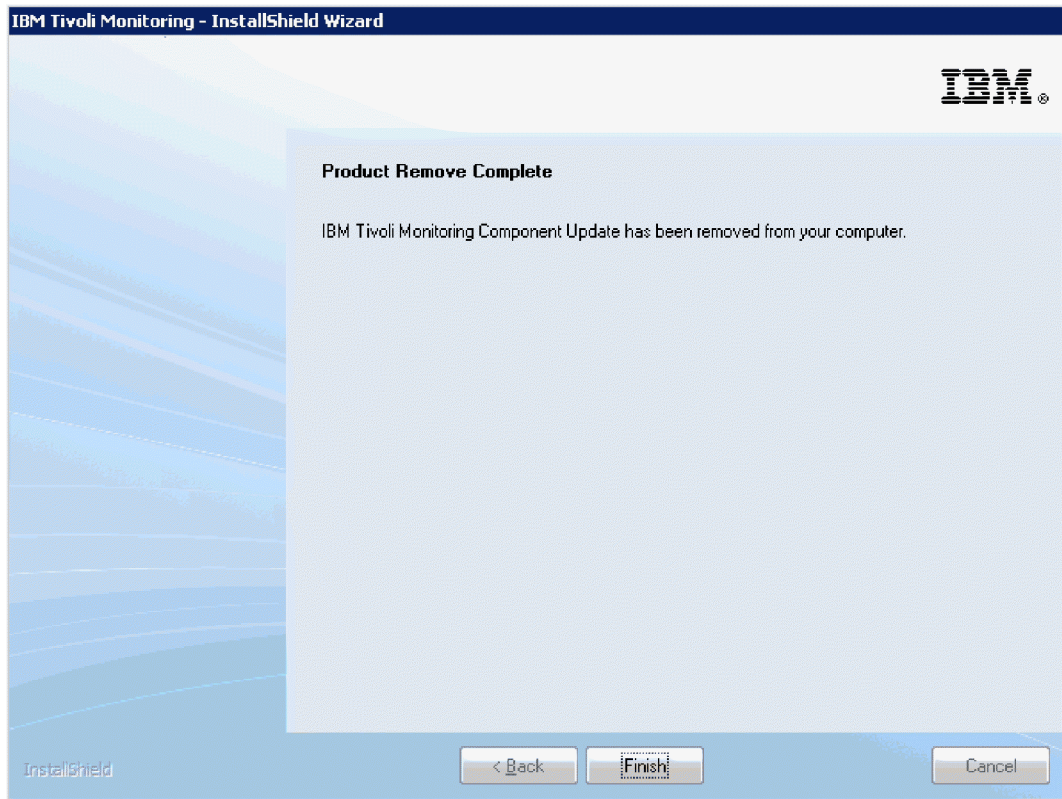 IBM Tivoli Monitoring - InstallShield Wizard
IBM®
Product Remove Complete
IBM Tivoli Monitoring Component Update has been removed from your computer.
InstallShield
< Back
Finish
Cancel